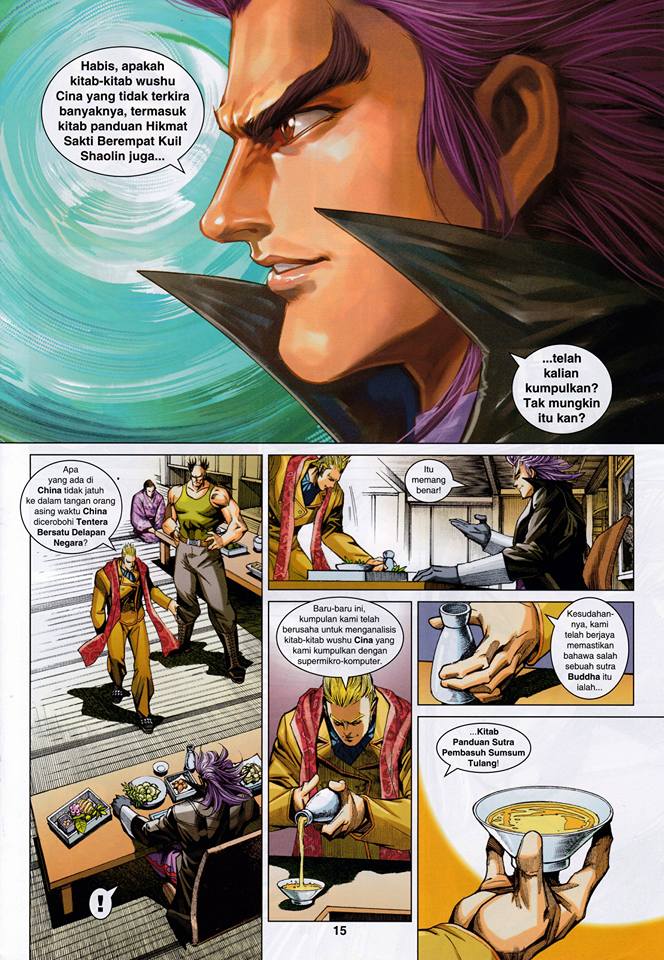 Habis, apakah
kitab-kitab wushu
Cina yang tidak terkira
banyaknya, termasuk
kitab panduan Hikmat
Sakti Berempat Kuil
Shaolin juga...
...telah
kalian
kumpulkan?
Tak mungkin
itu kan?
Apa
yang ada di
China tidak jatuh
ke dalam tangan orang
asing waktu China
dicerobohi Tentera
Bersatu Delapan
Negara?
!
Itu
memang
benar!
Baru-baru ini,
kumpulan kami telah
berusaha untuk menganalisis
kitab-kitab wushu Cina yang
kami kumpulkan dengan
supermikro-komputer.
Kesudahan-
nya, kami
telah berjaya
memastikan
bahawa salah
sebuah sutra
Buddha itu
ialah...
...Kitab
Panduan Sutra
Pembasuh Sumsum
Tulang!
15